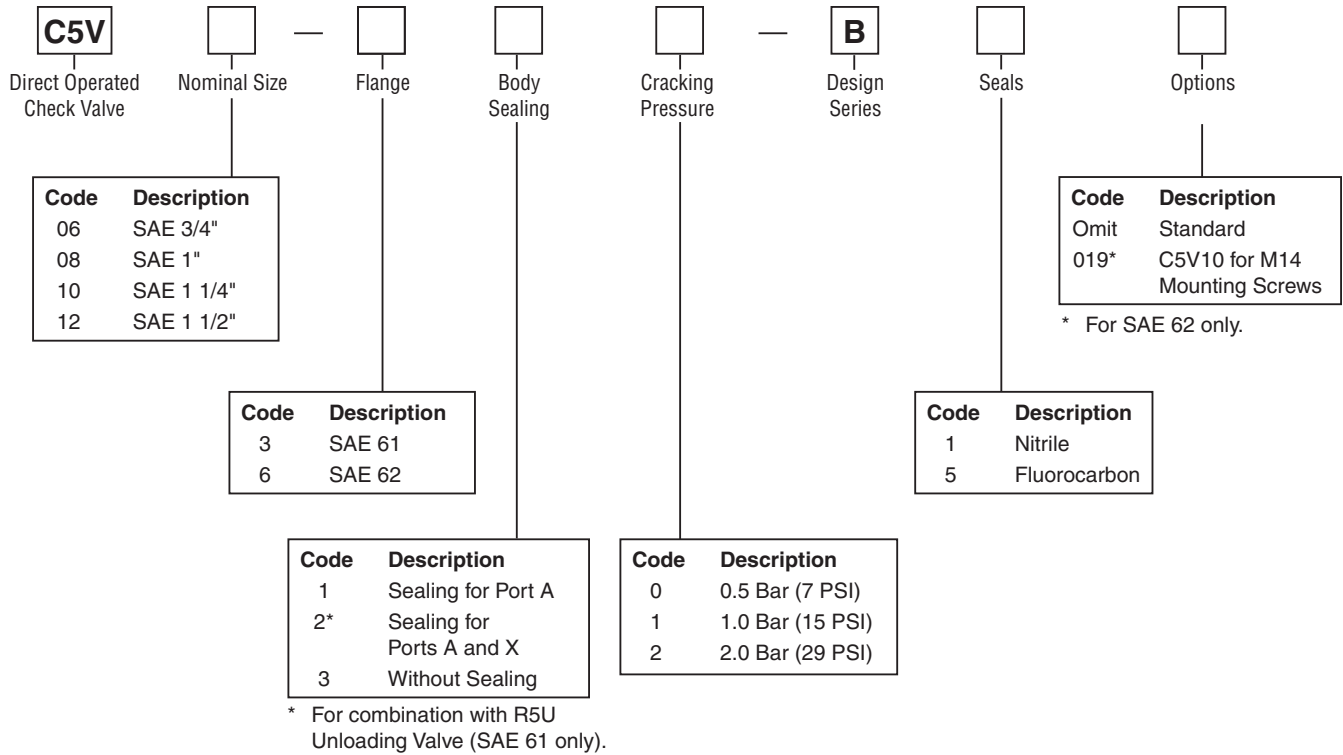 C5V — — B
Direct Operated
Check Valve
Nominal Size
Flange
Body
Sealing
Cracking
Pressure
Design
Series
Seals
Options
Code Description
06 SAE 3/4"
08 SAE 1"
10 SAE 1 1/4"
12 SAE 1 1/2"
Code Description
Omit Standard
019* C5V10 for M14
Mounting Screws
* For SAE 62 only.
Code Description
3 SAE 61
6 SAE 62
Code Description
1 Nitrile
5 Fluorocarbon
Code Description
1 Sealing for Port A
2* Sealing for
Ports A and X
3 Without Sealing
* For combination with R5U
Unloading Valve (SAE 61 only).
Code Description
0 0.5 Bar (7 PSI)
1 1.0 Bar (15 PSI)
2 2.0 Bar (29 PSI)